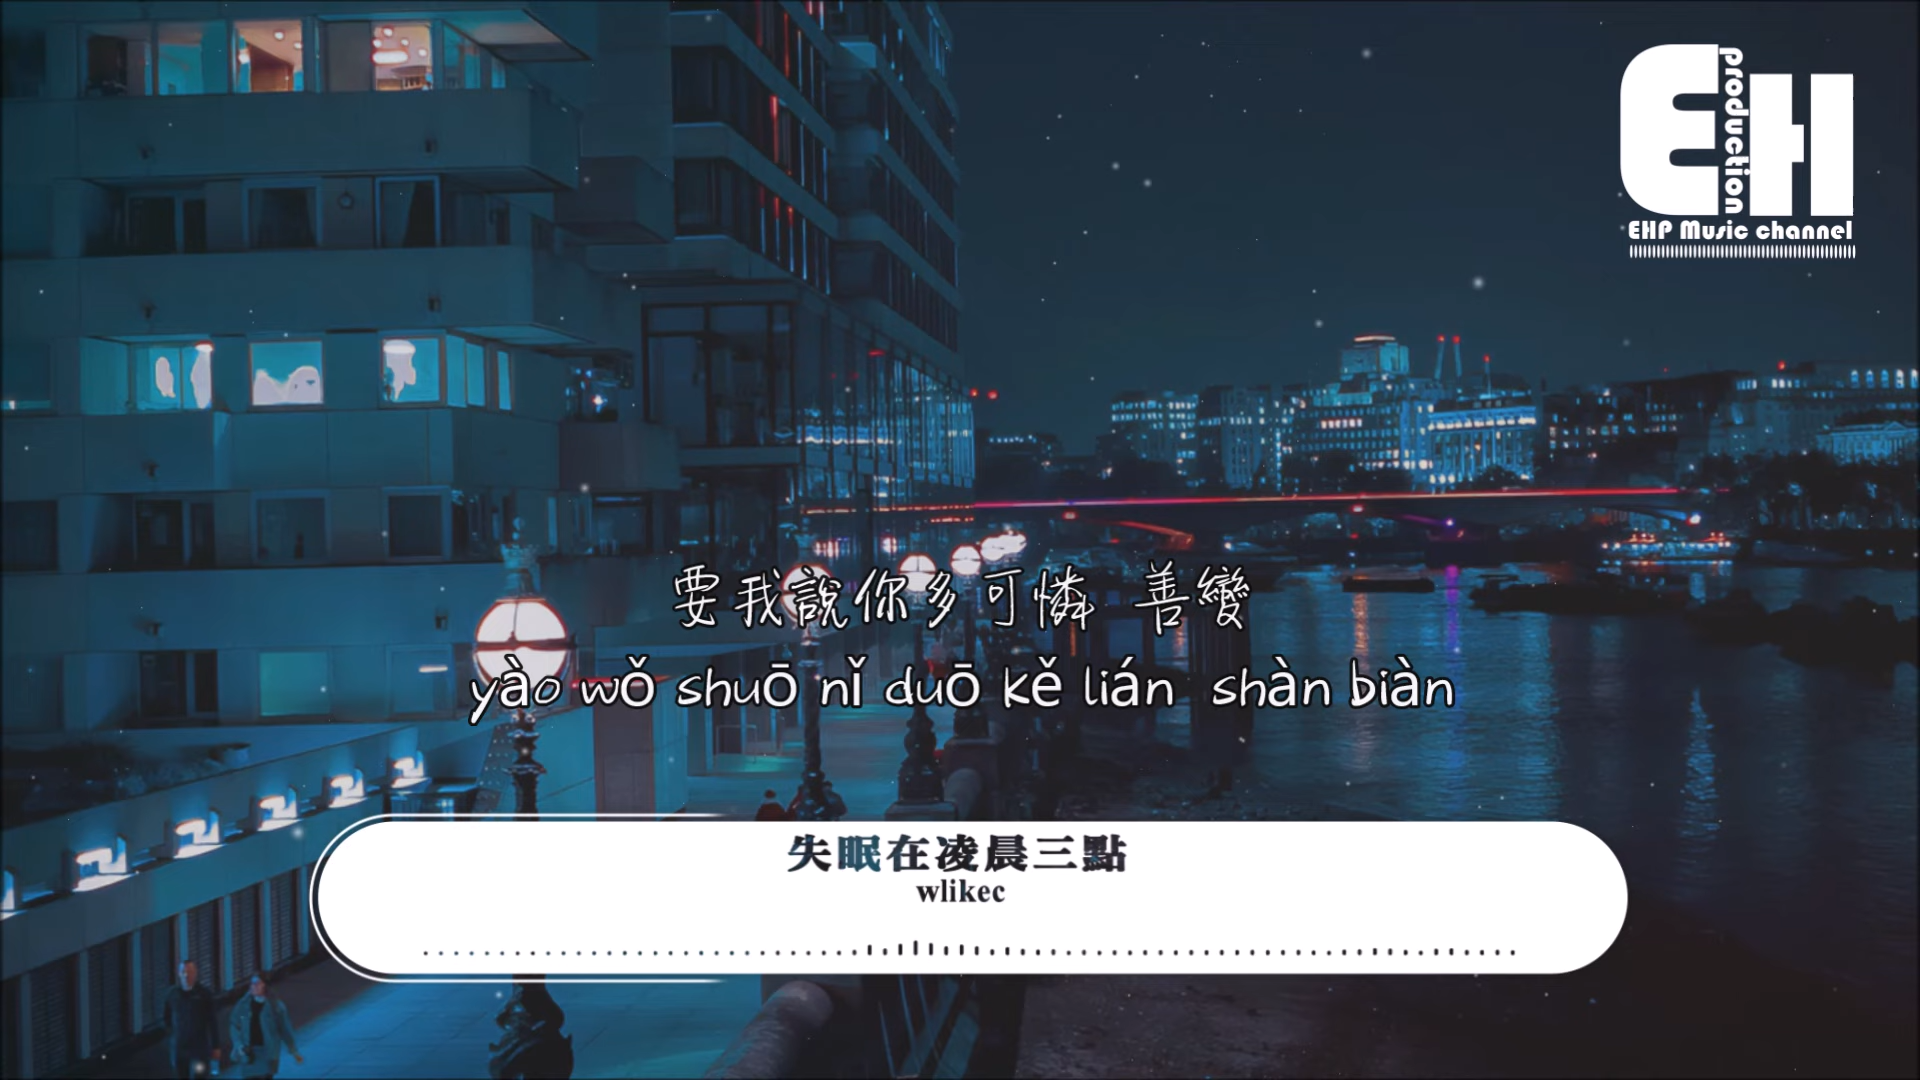 EH
production
EHP Music channel
要我說你多可憐 善變
yào wǒ shuō nǐ duō kě lián shàn biàn
失眠在凌晨三點
wlikec